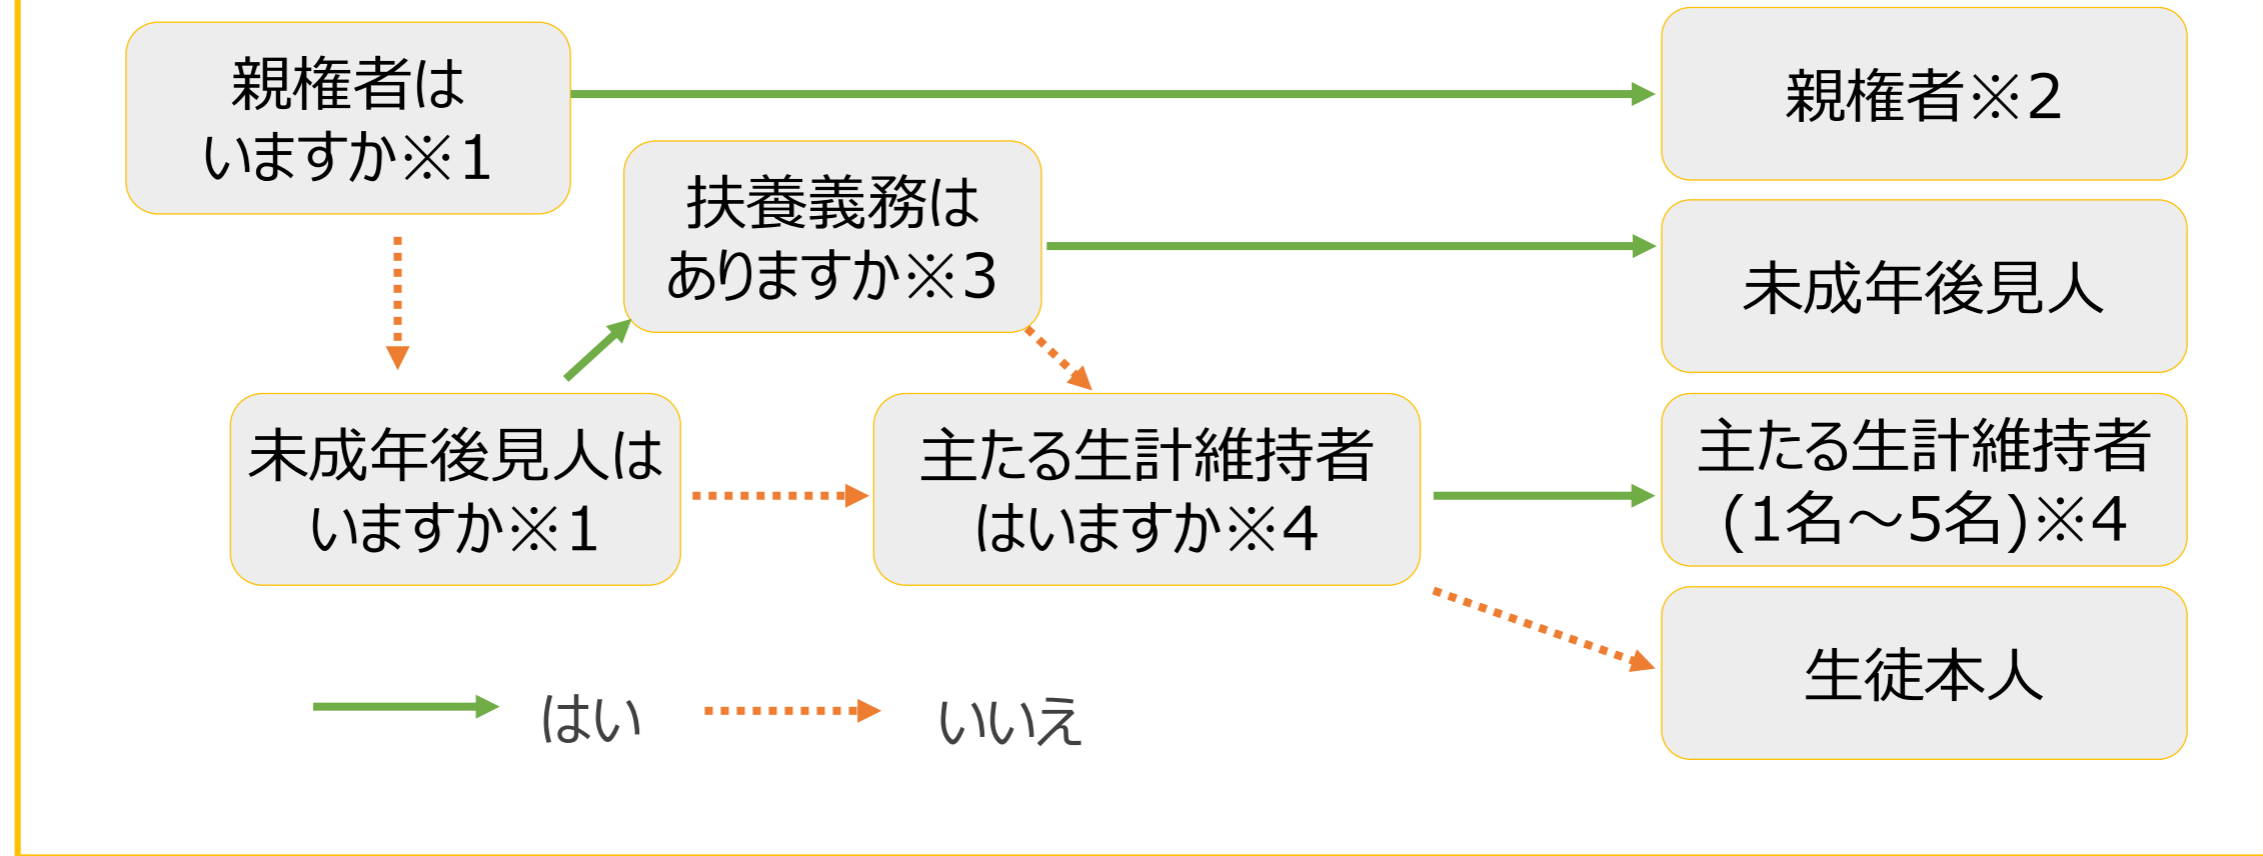 親権者は
いますか※1
親権者※2
扶養義務は
ありますか※3
未成年後見人
未成年後見人は
いますか※1
主たる生計維持者
はいますか※4
主たる生計維持者
(1名～5名)※4
生徒本人
はい
いいえ